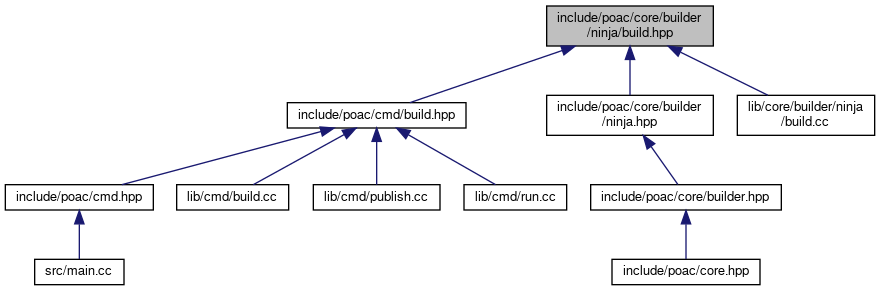 include/poac/core/builder
/ninja/build.hpp
include/poac/cmd/build.hpp
include/poac/core/builder
/ninja.hpp
lib/core/builder/ninja
/build.cc
include/poac/cmd.hpp
lib/cmd/build.cc
lib/cmd/publish.cc
lib/cmd/run.cc
include/poac/core/builder.hpp
src/main.cc
include/poac/core.hpp